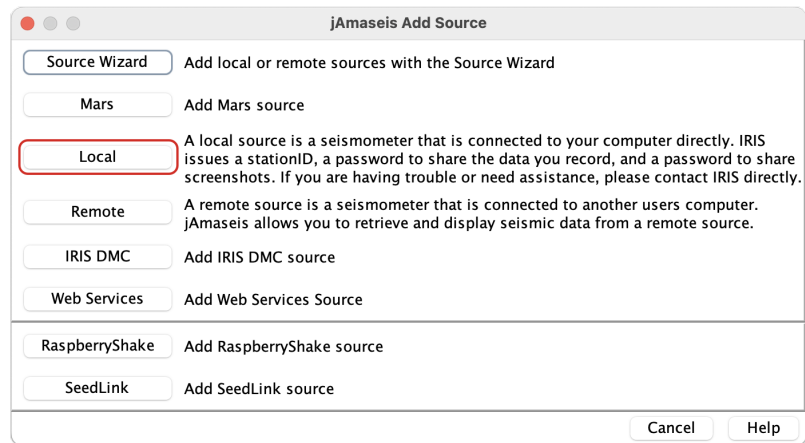 jAmaseis Add Source
Source Wizard Add local or remote sources with the Source Wizard
Mars Add Mars source
A local source is a seismometer that is connected to your computer directly. IRIS
Local issues a stationID, a password to share the data you record, and a password to share
screenshots. If you are having trouble or need assistance, please contact IRIS directly.
Remote A remote source is a seismometer that is connected to another users computer.
jAmaseis allows you to retrieve and display seismic data from a remote source.
IRIS DMC Add IRIS DMC source
Web Services Add Web Services Source
RaspberryShake Add RaspberryShake source
SeedLink Add SeedLink source
Cancel Help